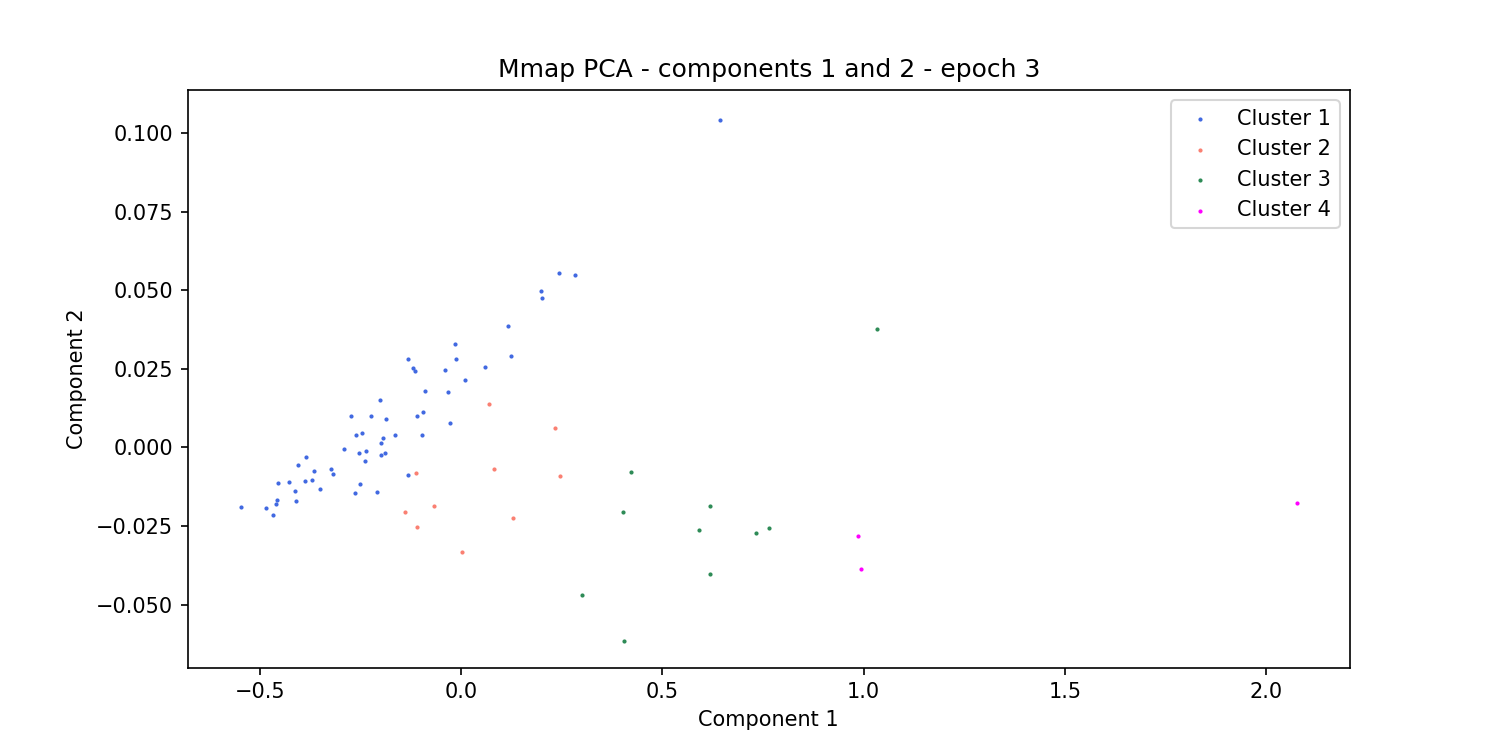 Mmap PCA - components 1 and 2 - epoch 3
Cluster 1
Cluster 2
Cluster 3
Cluster 4
0.100
0.075
0.050
0.025
0.000
−0.025
−0.050
Component 2
−0.5 0.0 0.5 1.0 1.5 2.0
Component 1